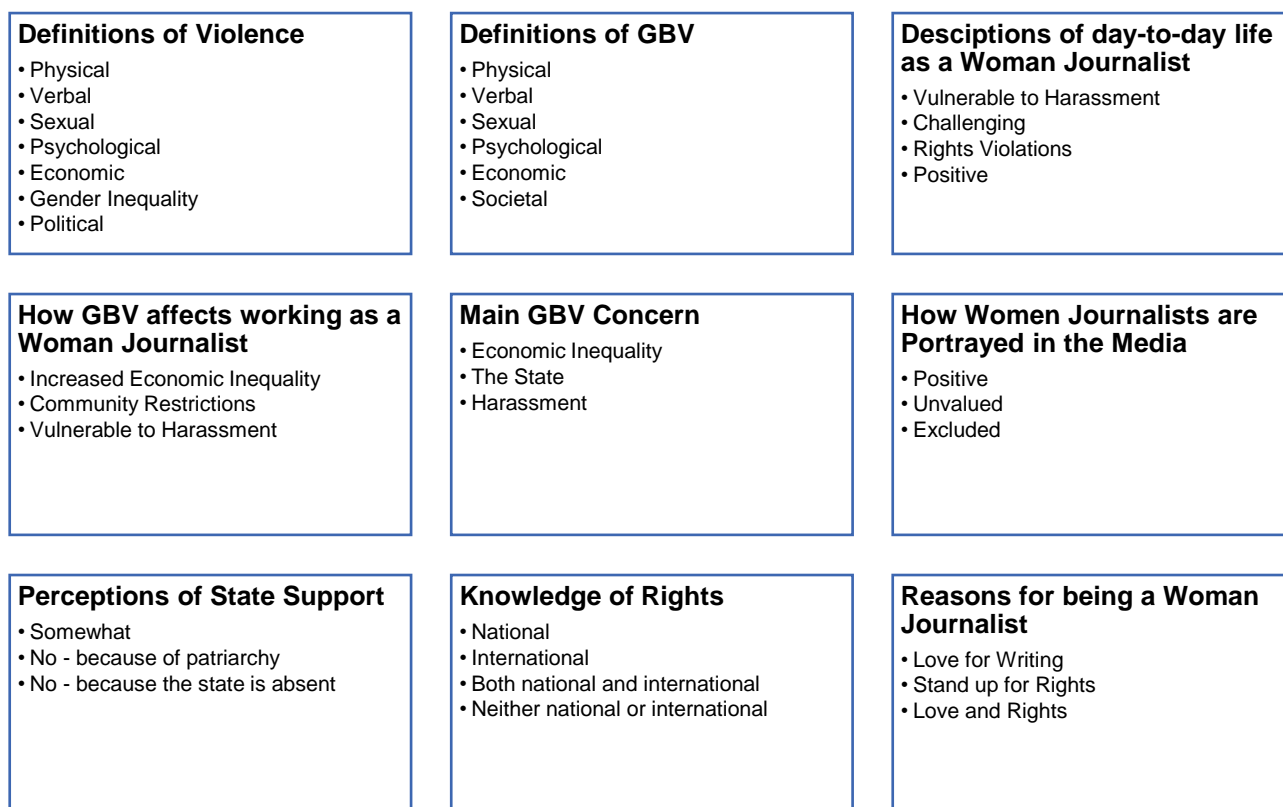 Definitions of Violence
• Physical
• Verbal
• Sexual
• Psychological
• Economic
• Gender Inequality
• Political
Definitions of GBV
• Physical
• Verbal
• Sexual
• Psychological
• Economic
• Societal
Desciptions of day-to-day life
as a Woman Journalist
• Vulnerable to Harassment
• Challenging
• Rights Violations
• Positive
How GBV affects working as a
Woman Journalist
• Increased Economic Inequality
• Community Restrictions
• Vulnerable to Harassment
Main GBV Concern
• Economic Inequality
• The State
• Harassment
How Women Journalists are
Portrayed in the Media
• Positive
• Unvalued
• Excluded
Perceptions of State Support
• Somewhat
• No - because of patriarchy
• No - because the state is absent
Knowledge of Rights
• National
• International
• Both national and international
• Neither national or international
Reasons for being a Woman
Journalist
• Love for Writing
• Stand up for Rights
• Love and Rights